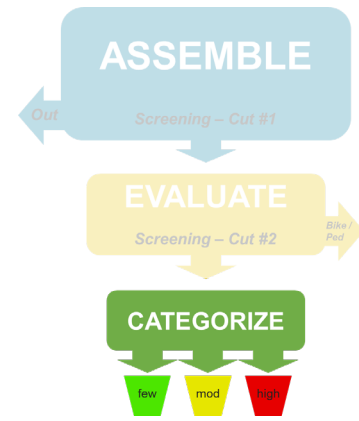 ASSEMBLE
Out
Screening – Cut #1
EVALUATE
Screening – Cut #2
Bike /
Ped
CATEGORIZE
few
mod
high